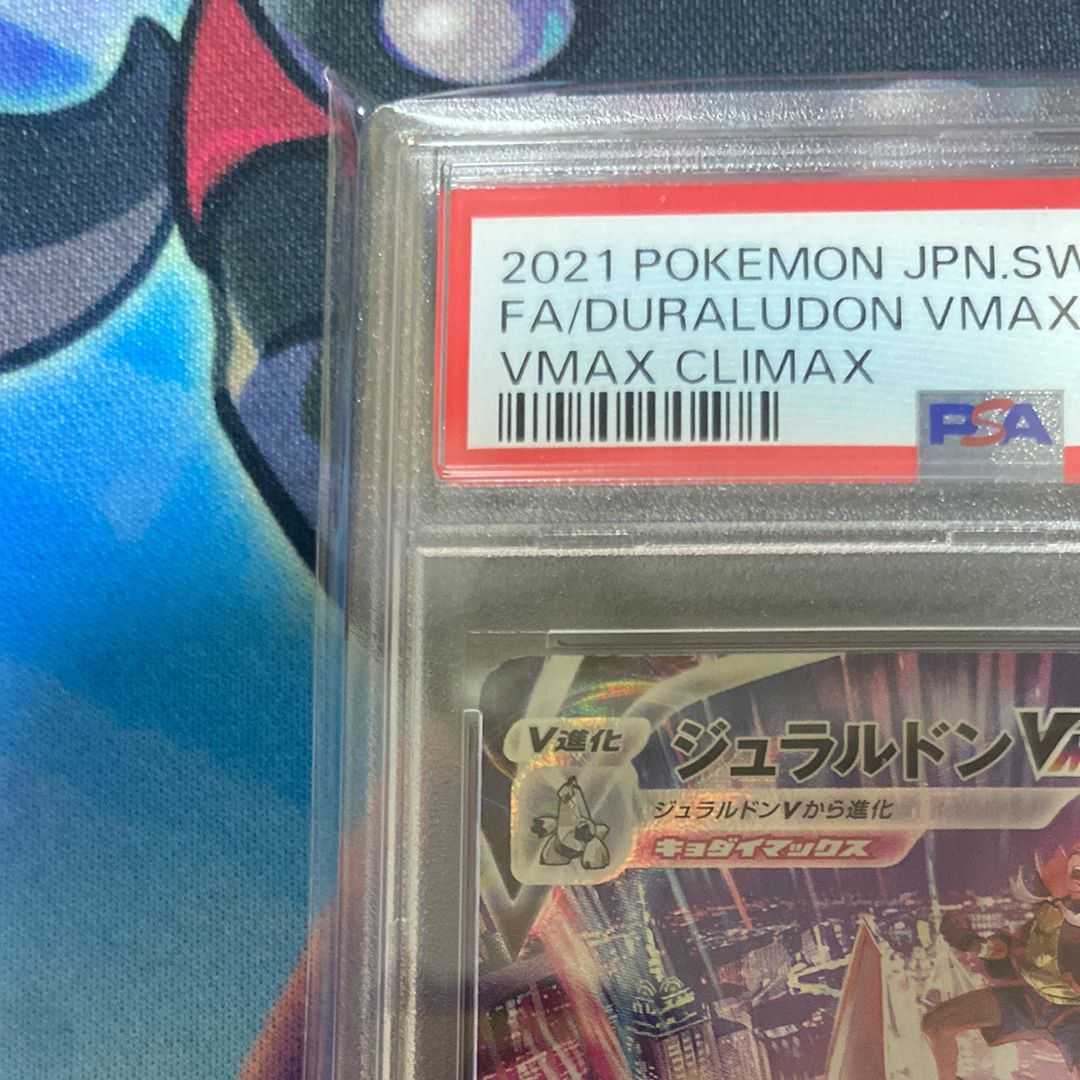 2021 POKEMON JPN.SW
FA/DURALUDON VMAX
VMAX CLIMAX
PSA
V進化
ジュラルドンV
ジュラルドンVから進化
キョダイマックス